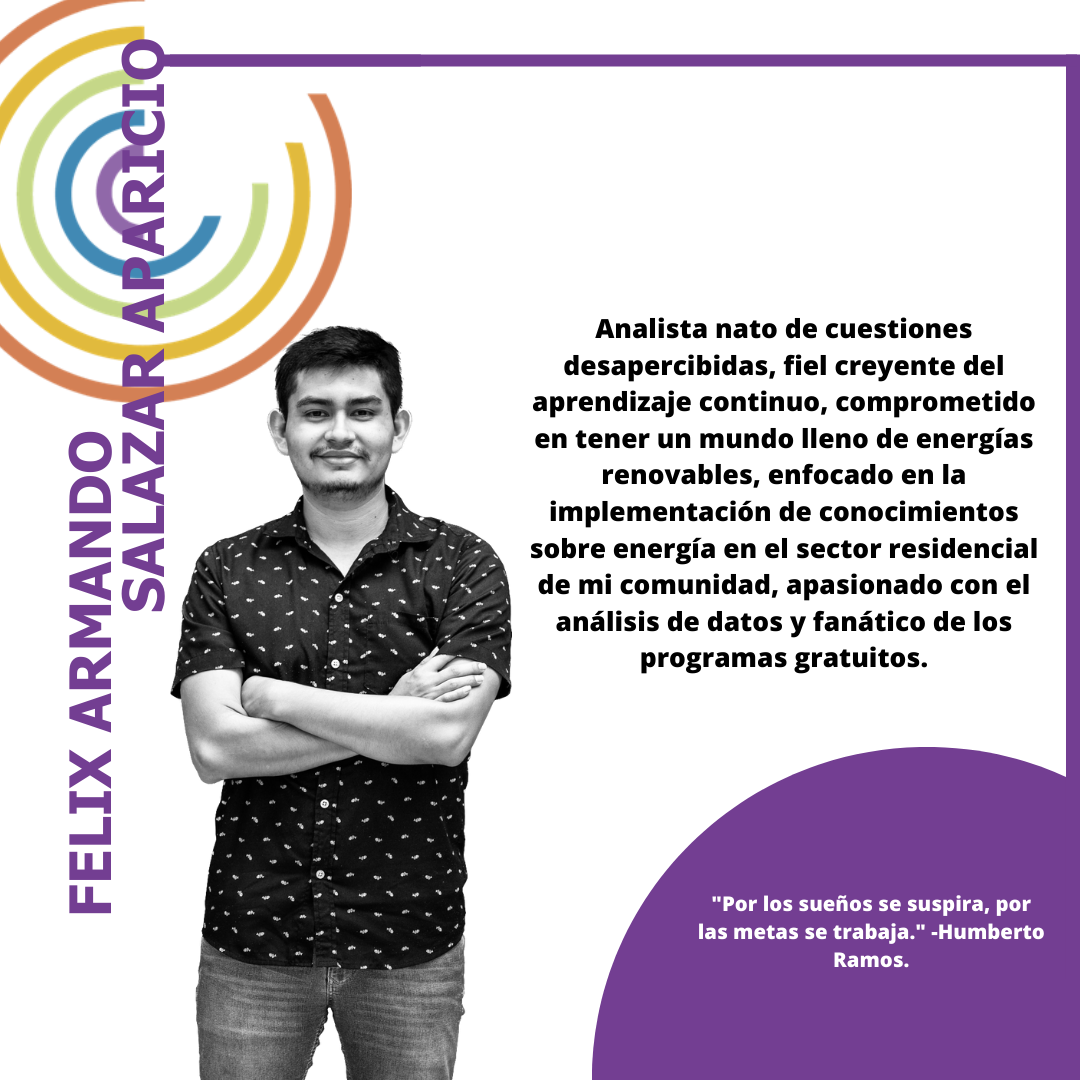 FELIX ARMANDO
SALAZAR APARICIO
Analista nato de cuestiones
desapercibidas, fiel creyente del
aprendizaje continuo, comprometido
en tener un mundo lleno de energías
renovables, enfocado en la
implementación de conocimientos
sobre energía en el sector residencial
de mi comunidad, apasionado con el
análisis de datos y fanático de los
programas gratuitos.
"Por los sueños se suspira, por
las metas se trabaja." -Humberto
Ramos.